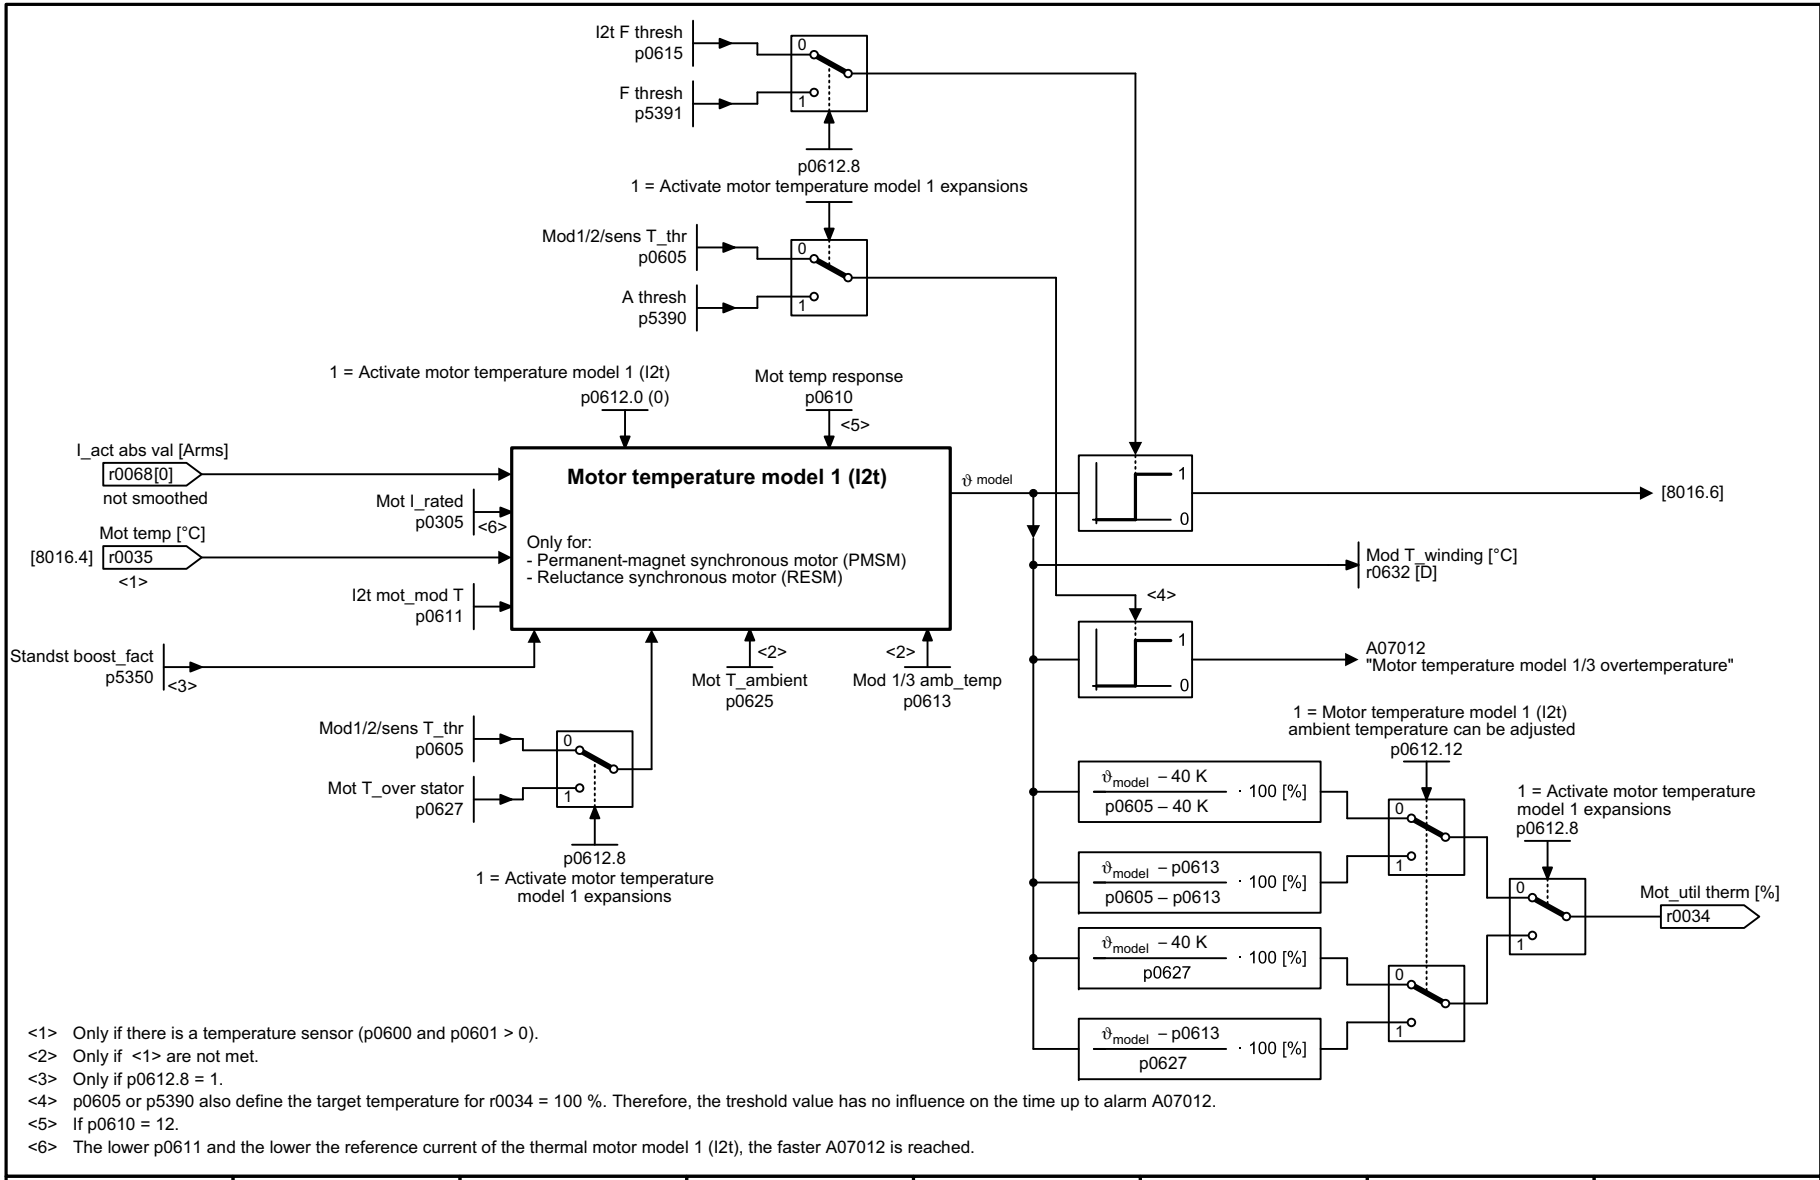 I2t F thresh
p0615
0
F thresh
p5391
1
p0612.8
1 = Activate motor temperature model 1 expansions
Mod1/2/sens T_thr
p0605
0
A thresh
p5390
1
1 = Activate motor temperature model 1 (I2t)
p0612.0 (0)
Mot temp response
p0610
<5>
I_act abs val [Arms]
r0068[0]
not smoothed
Mot I_rated
p0305
<6>
Mot temp [°C]
[8016.4]
r0035
<1>
I2t mot_mod T
p0611
Standst boost_fact
p5350
<3>
Motor temperature model 1 (I2t)
Only for:
- Permanent-magnet synchronous motor (PMSM)
- Reluctance synchronous motor (RESM)
ϑ model
1
0
[8016.6]
Mod T_winding [°C]
r0632 [D]
<4>
1
0
A07012
"Motor temperature model 1/3 overtemperature"
<2>
Mot T_ambient
p0625
<2>
Mod 1/3 amb_temp
p0613
Mod1/2/sens T_thr
p0605
0
Mot T_over stator
p0627
1
p0612.8
1 = Activate motor temperature
model 1 expansions
1 = Motor temperature model 1 (I2t)
ambient temperature can be adjusted
p0612.12
ϑmodel – 40 K
p0605 – 40 K
· 100 [%]
0
1
ϑmodel – p0613
p0605 – p0613
· 100 [%]
1 = Activate motor temperature
model 1 expansions
p0612.8
0
1
Mot_util therm [%]
r0034
ϑmodel – 40 K
p0627
· 100 [%]
0
1
ϑmodel – p0613
p0627
· 100 [%]
<1> Only if there is a temperature sensor (p0600 and p0601 > 0).
<2> Only if <1> are not met.
<3> Only if p0612.8 = 1.
<4> p0605 or p5390 also define the target temperature for r0034 = 100 %. Therefore, the treshold value has no influence on the time up to alarm A07012.
<5> If p0610 = 12.
<6> The lower p0611 and the lower the reference current of the thermal motor model 1 (I2t), the faster A07012 is reached.